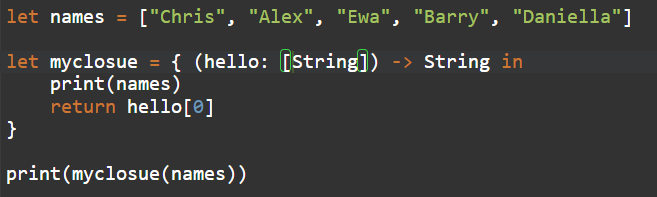 let names = ["Chris", "Alex", "Ewa", "Barry", "Daniella"]
let myclosue = { (hello: [String]) -> String in
    print(names)
    return hello[0]
}
print(myclosue(names))